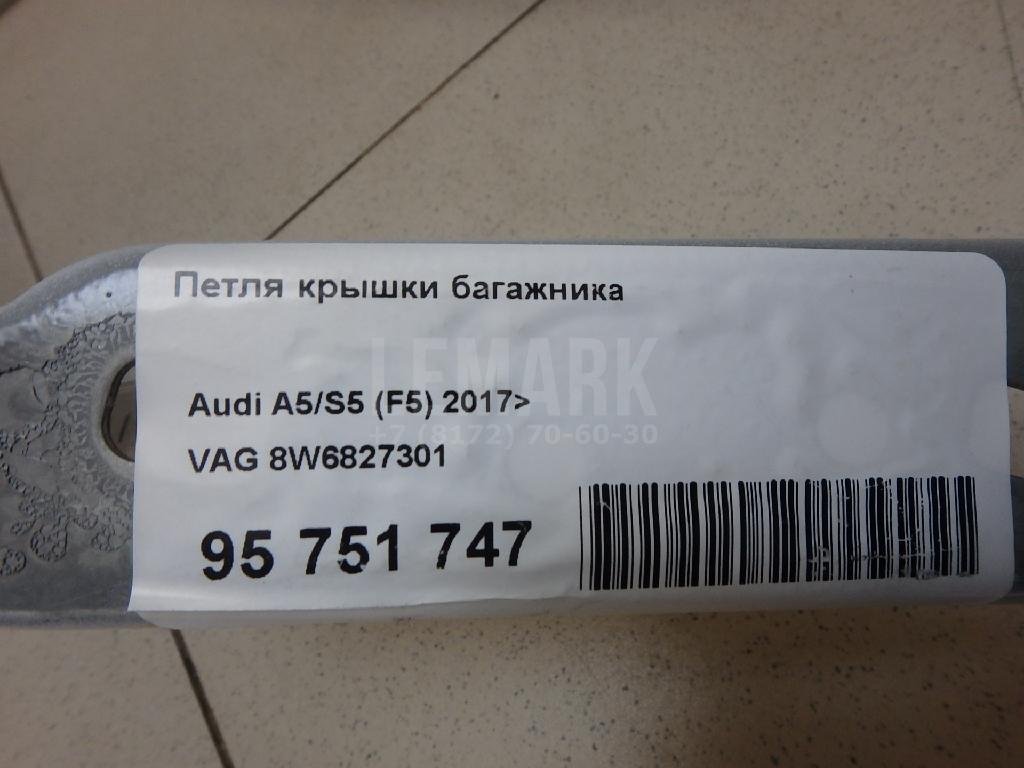 Петля крышки багажника
LEMARK
Audi A5/S5 (F5) 2017>
+7 (8172) 70-60-30
VAG 8W6827301
95 751 747